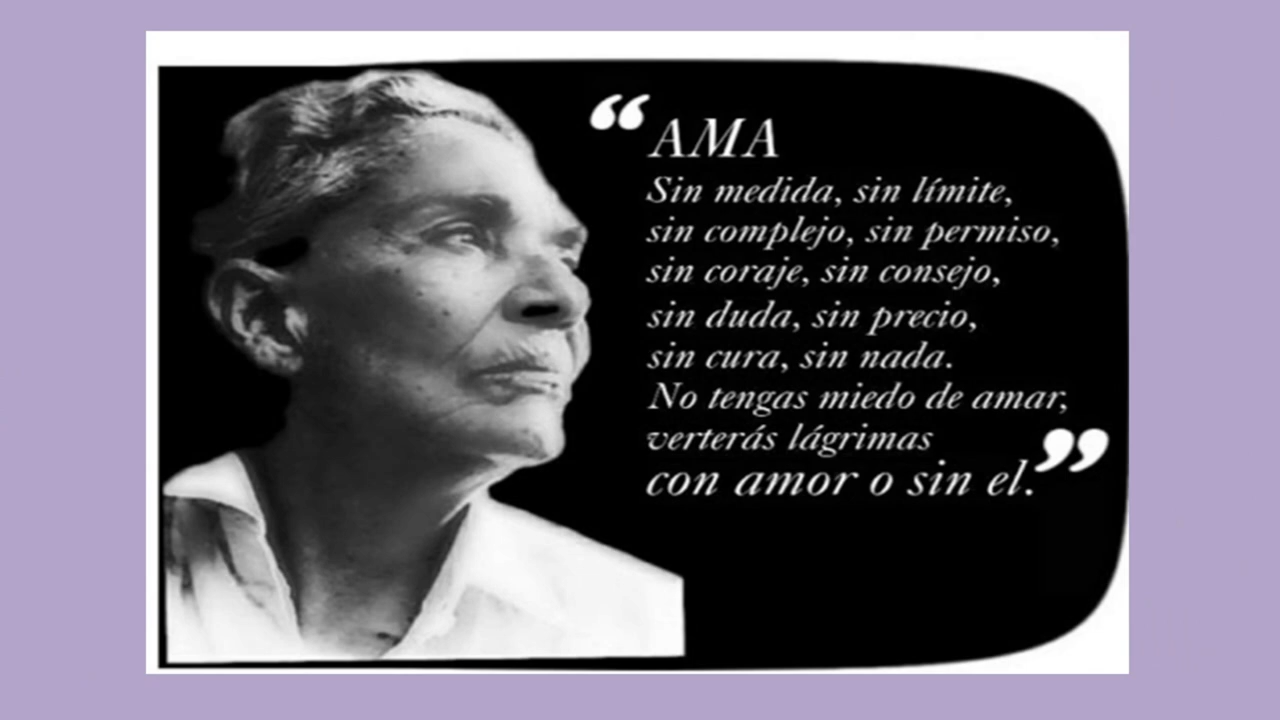 “AMA
Sin medida, sin límite,
sin complejo, sin permiso,
sin coraje, sin consejo,
sin duda, sin precio,
sin cura, sin nada.
No tengas miedo de amar,
verterás lágrimas
con amor o sin el.”